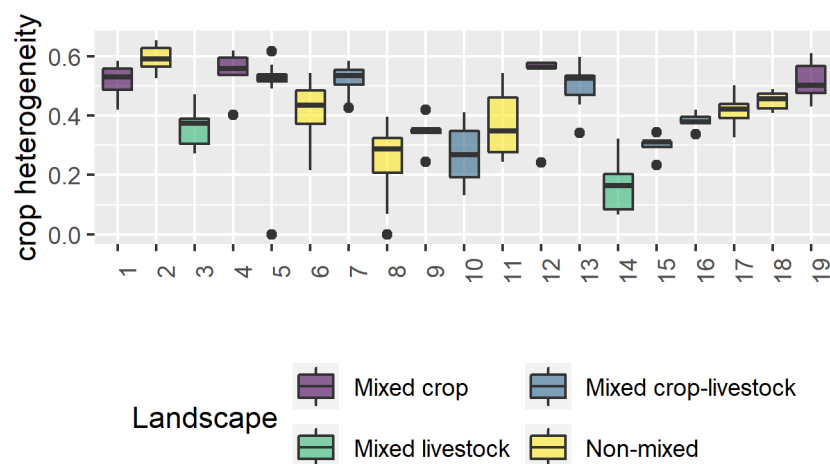 crop heterogeneity
0.6
0.4
0.2
0.0
1 2 3 4 5 6 7 8 9 10 11 12 13 14 15 16 17 18 19
Landscape
Mixed crop Mixed crop-livestock
Mixed livestock Non-mixed